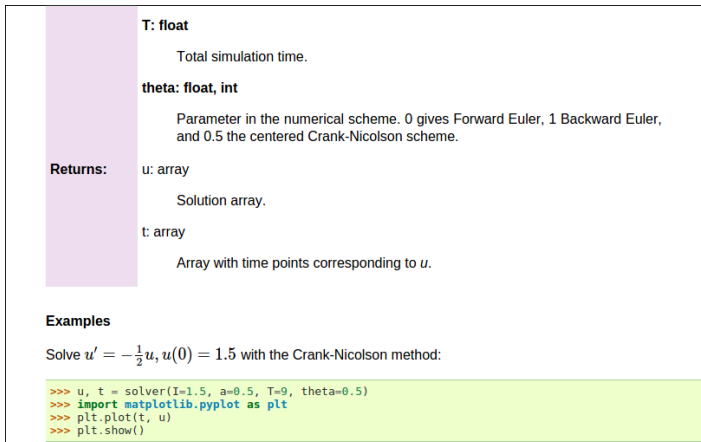 T: float
Total simulation time.
theta: float, int
Parameter in the numerical scheme. 0 gives Forward Euler, 1 Backward Euler,
and 0.5 the centered Crank-Nicolson scheme.
Returns: u: array
Solution array.
t: array
Array with time points corresponding to u.
Examples
Solve u′ = −½u, u(0) = 1.5 with the Crank-Nicolson method:
>>> u, t = solver(I=1.5, a=0.5, T=9, theta=0.5)
>>> import matplotlib.pyplot as plt
>>> plt.plot(t, u)
>>> plt.show()